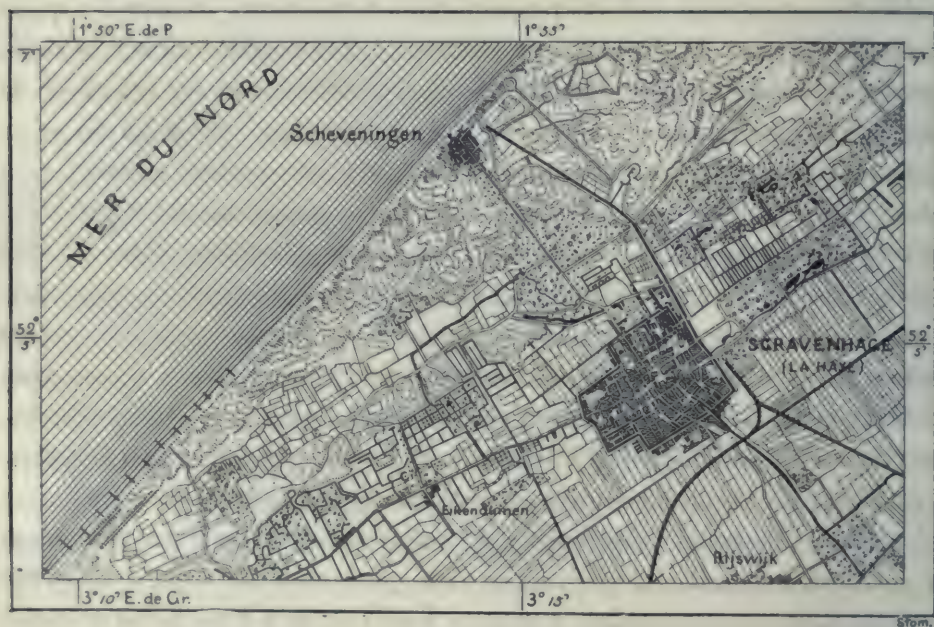 1° 50' E. de P
1° 55'
7'
7'
MER DU NORD
Scheveningen
52°
5'
52°
5'
SGRAVENHAGE
(LA HAYE)
Eikenduinen
Rijswijk
3° 10' E. de Gr.
3° 15'
Stom.